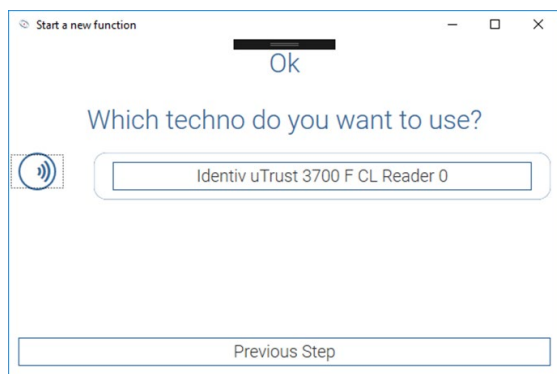 Start a new function
Ok
Which techno do you want to use?
Identiv uTrust 3700 F CL Reader 0
Previous Step